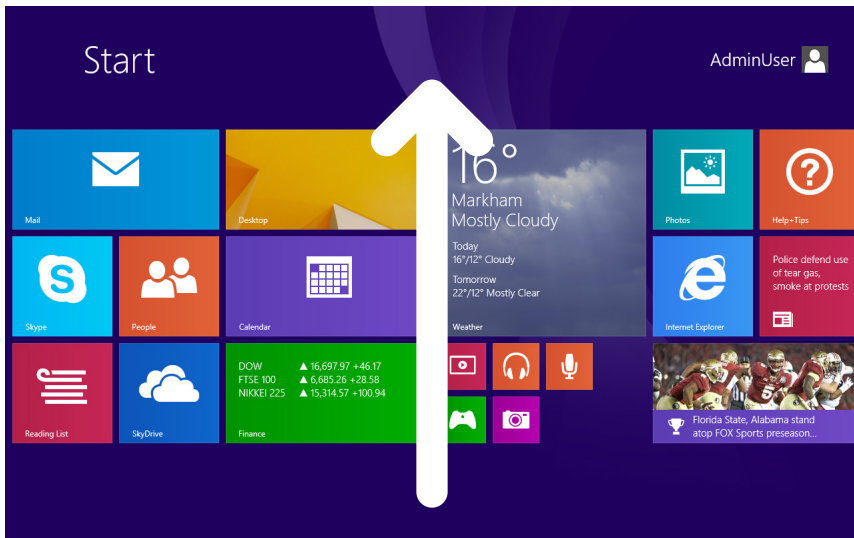 Start
AdminUser
Mail
Desktop
16°
Markham
Mostly Cloudy
Today
16°/12° Cloudy
Tomorrow
22°/12° Mostly Clear
Weather
Photos
Help+Tips
Skype
People
Calendar
Internet Explorer
Police defend use
of tear gas,
smoke at protests
Reading List
SkyDrive
DOW ▲ 16,697.97 +46.17
FTSE 100 ▲ 6,685.26 +28.58
NIKKEI 225 ▲ 15,314.57 +100.94
Finance
Florida State, Alabama stand
atop FOX Sports preseason...